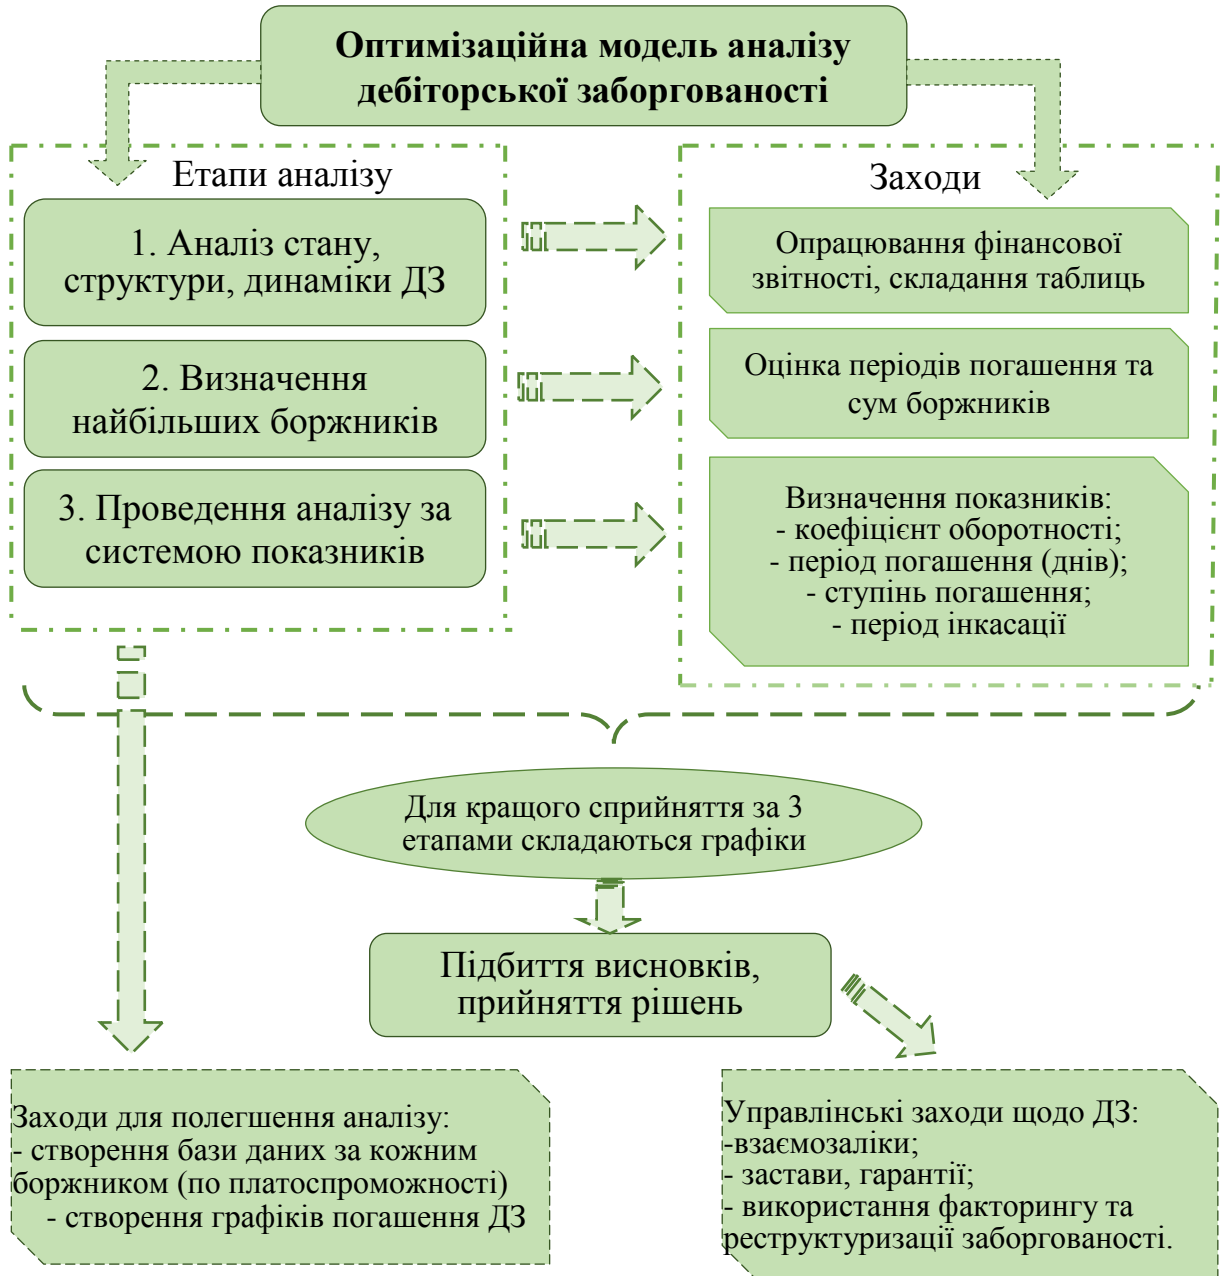 Оптимізаційна модель аналізу
дебіторської заборгованості
Етапи аналізу
1. Аналіз стану,
структури, динаміки ДЗ
2. Визначення
найбільших боржників
3. Проведення аналізу за
системою показників
Заходи
Опрацювання фінансової
звітності, складання таблиць
Оцінка періодів погашення та
сум боржників
Визначення показників:
- коефіцієнт оборотності;
- період погашення (днів);
- ступінь погашення;
- період інкасації
Для кращого сприйняття за 3
етапами складаються графіки
Підбиття висновків,
прийняття рішень
Заходи для полегшення аналізу:
- створення бази даних за кожним
боржником (по платоспроможності)
- створення графіків погашення ДЗ
Управлінські заходи щодо ДЗ:
-взаємозаліки;
- застави, гарантії;
- використання факторингу та
реструктуризації заборгованості.